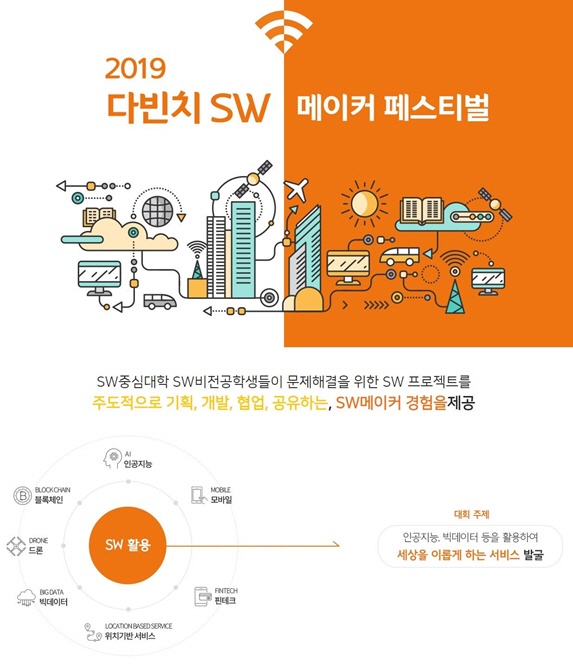 2019
다빈치 SW 메이커 페스티벌
SW중심대학 SW비전공학생들이 문제해결을 위한 SW 프로젝트를
주도적으로 기획, 개발, 협업, 공유하는, SW메이커 경험을제공
AI
인공지능
BLOCK CHAIN
블록체인
MOBILE
모바일
DRONE
드론
SW 활용
BIG DATA
빅데이터
FINTECH
핀테크
LOCATION BASED SERVICE
위치기반 서비스
대회 주제
인공지능, 빅데이터 등을 활용하여
세상을 이롭게 하는 서비스 발굴